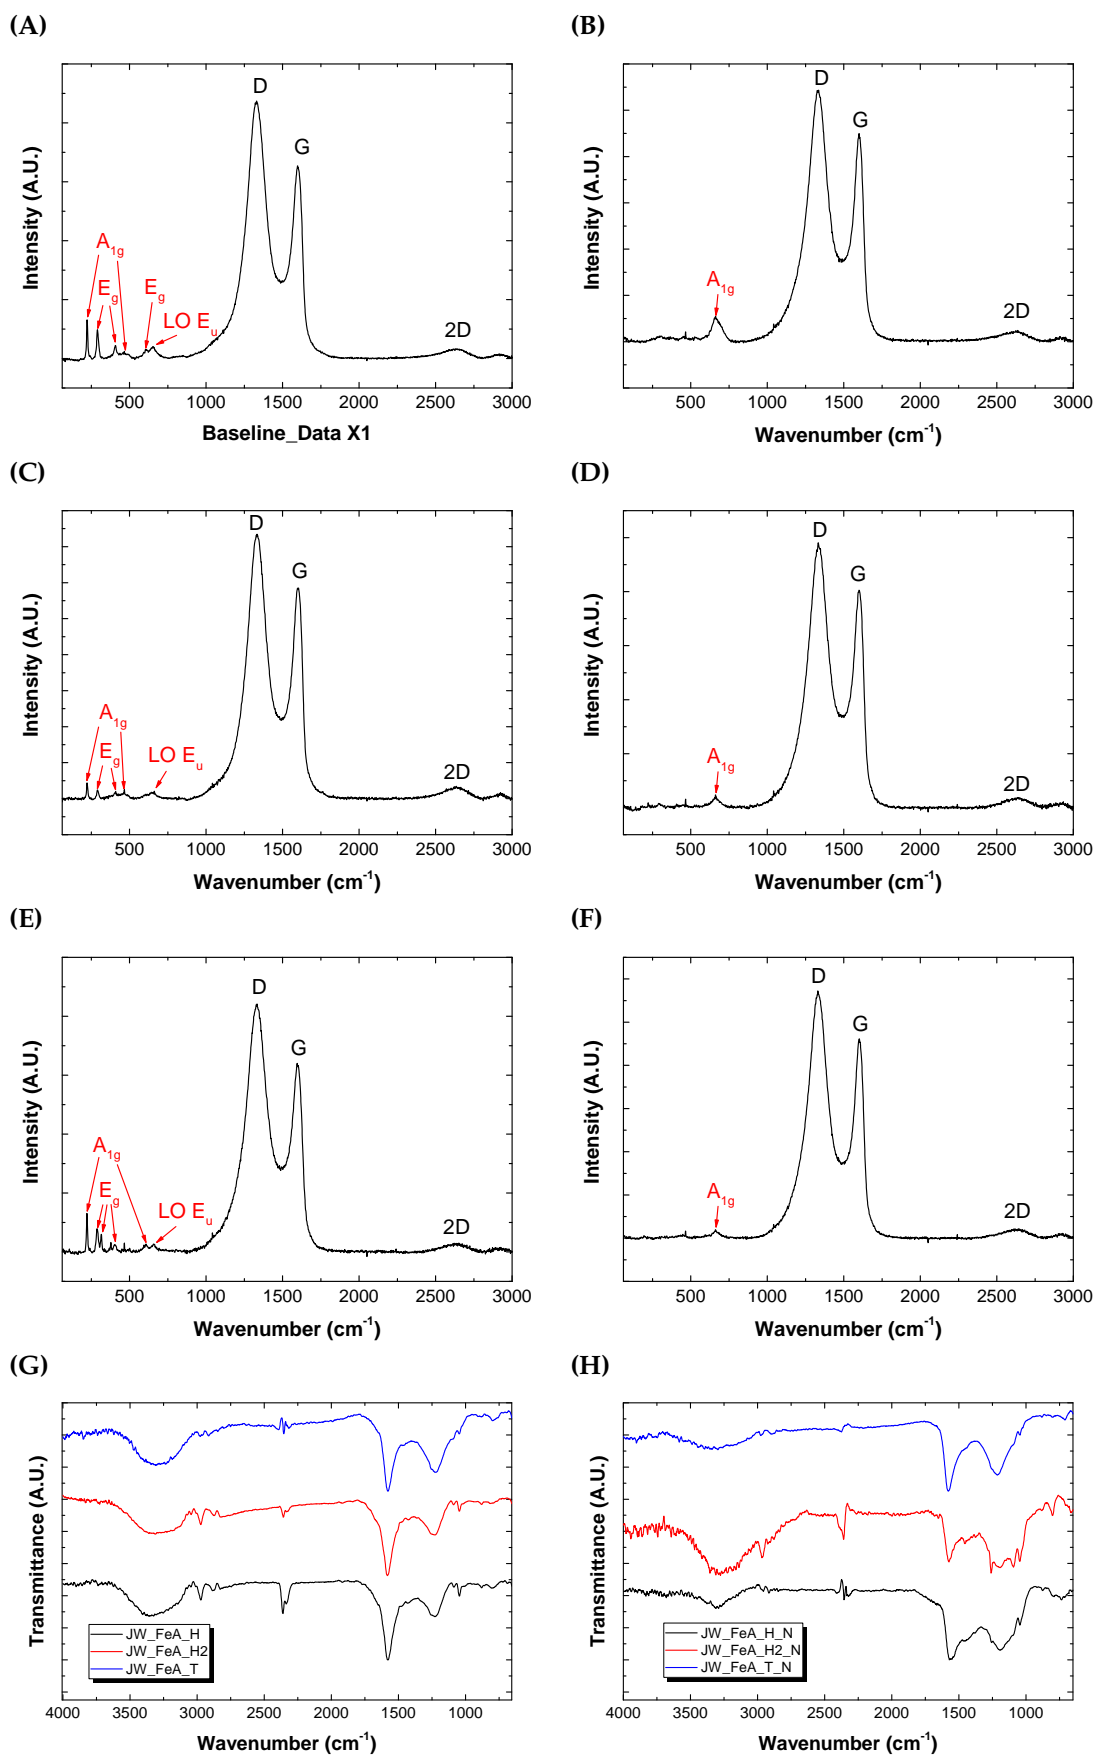 (A)
(B)
D
G
A1g
Eg
Eg
LO Eu
2D
Intensity (A.U.)
500 1000 1500 2000 2500 3000
Baseline_Data X1
D
G
A1g
2D
Intensity (A.U.)
500 1000 1500 2000 2500 3000
Wavenumber (cm-1)
(C)
(D)
D
G
A1g
Eg
LO Eu
2D
Intensity (A.U.)
500 1000 1500 2000 2500 3000
Wavenumber (cm-1)
D
G
A1g
2D
Intensity (A.U.)
500 1000 1500 2000 2500 3000
Wavenumber (cm-1)
(E)
(F)
D
G
A1g
Eg
LO Eu
2D
Intensity (A.U.)
500 1000 1500 2000 2500 3000
Wavenumber (cm-1)
D
G
A1g
2D
Intensity (A.U.)
500 1000 1500 2000 2500 3000
Wavenumber (cm-1)
(G)
(H)
Transmittance (A.U.)
JW_FeA_H
JW_FeA_H2
JW_FeA_T
4000 3500 3000 2500 2000 1500 1000
Wavenumber (cm-1)
Transmittance (A.U.)
JW_FeA_H_N
JW_FeA_H2_N
JW_FeA_T_N
4000 3500 3000 2500 2000 1500 1000
Wavenumber (cm-1)